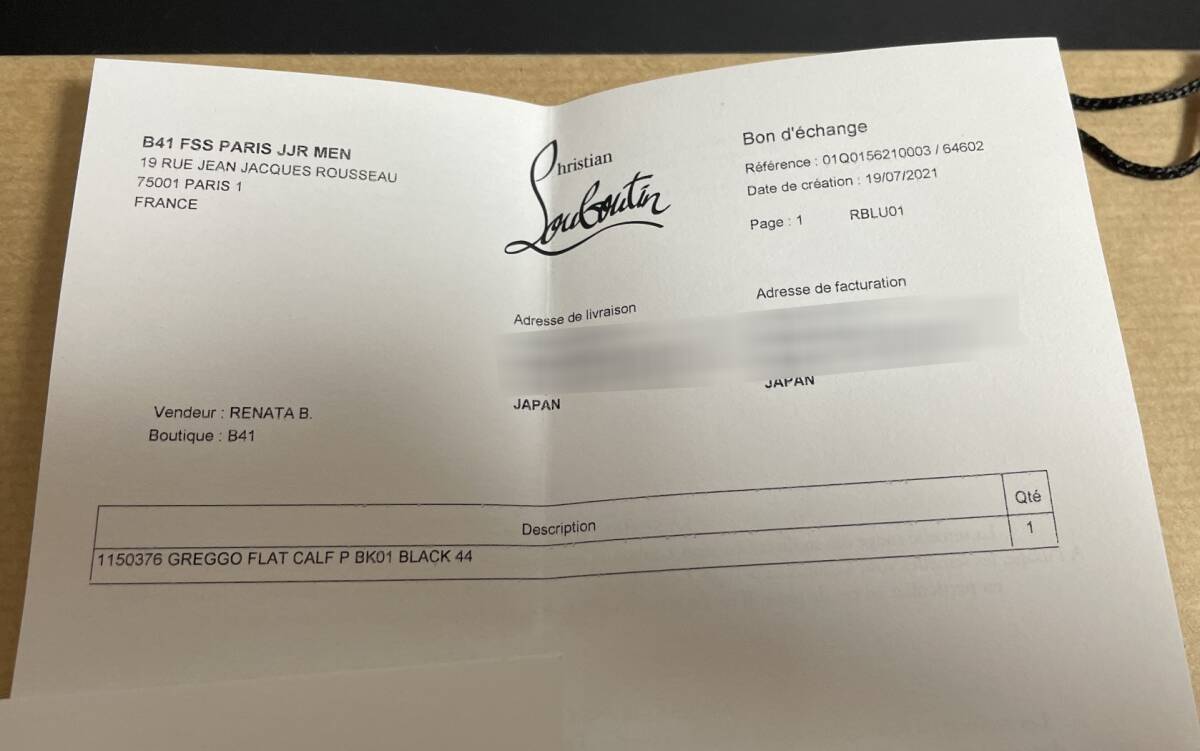 B41 FSS PARIS JJR MEN
19 RUE JEAN JACQUES ROUSSEAU
75001 PARIS 1
FRANCE
Christian
Louboutin
Bon d'échange
Référence : 01Q0156210003 / 64602
Date de création : 19/07/2021
Page : 1 RBLU01
Adresse de livraison
JAPAN
Adresse de facturation
JAPAN
Vendeur : RENATA B.
Boutique : B41
Description Qté
1150376 GREGGO FLAT CALF P BK01 BLACK 44 1